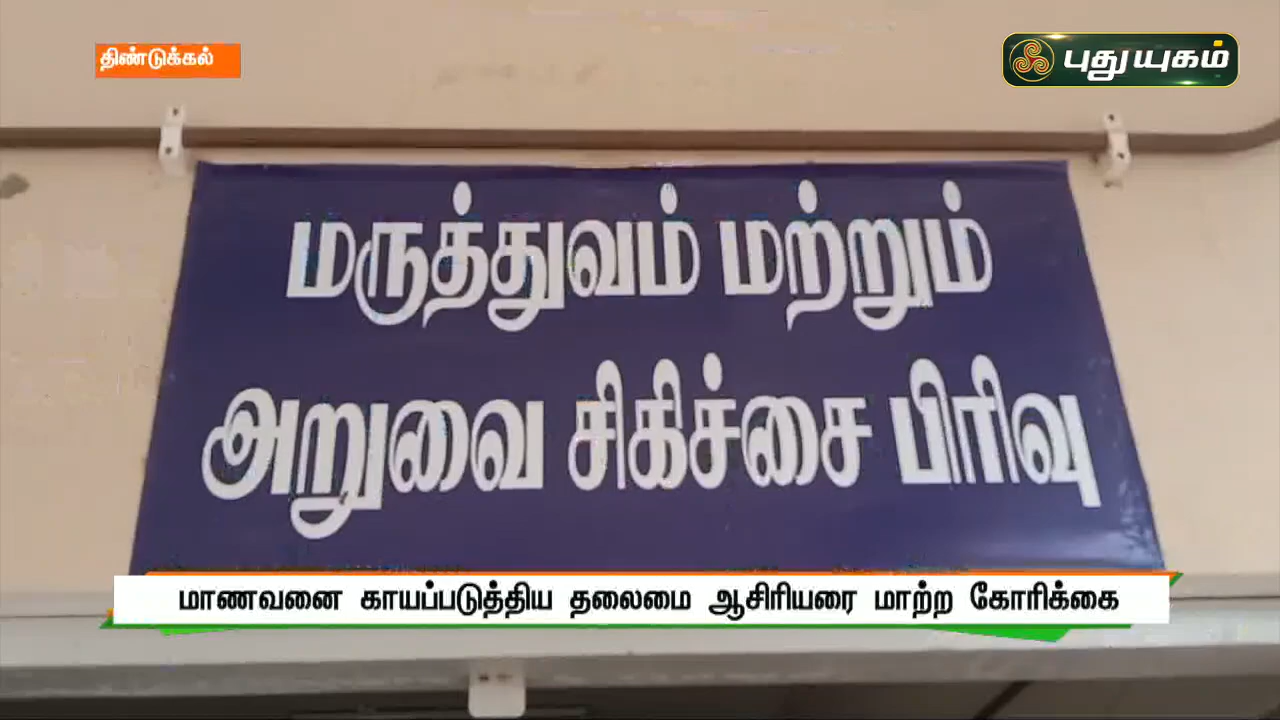 திண்டுக்கல்
புதுயுகம்
மருத்துவம் மற்றும்
அறுவை சிகிச்சை பிரிவு
மாணவனை காயப்படுத்திய தலைமை ஆசிரியரை மாற்ற கோரிக்கை